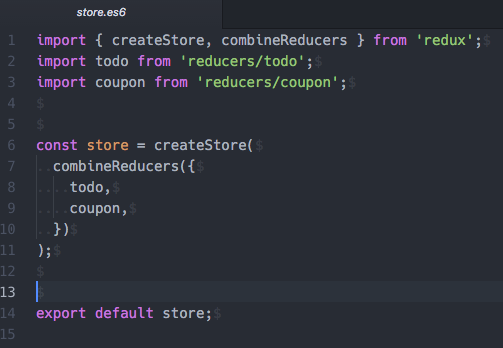 store.es6
1 import { createStore, combineReducers } from 'redux';
2 import todo from 'reducers/todo';
3 import coupon from 'reducers/coupon';
4
5
6 const store = createStore(
7   combineReducers({
8     todo,
9     coupon,
10   })
11 );
12
13
14 export default store;
15